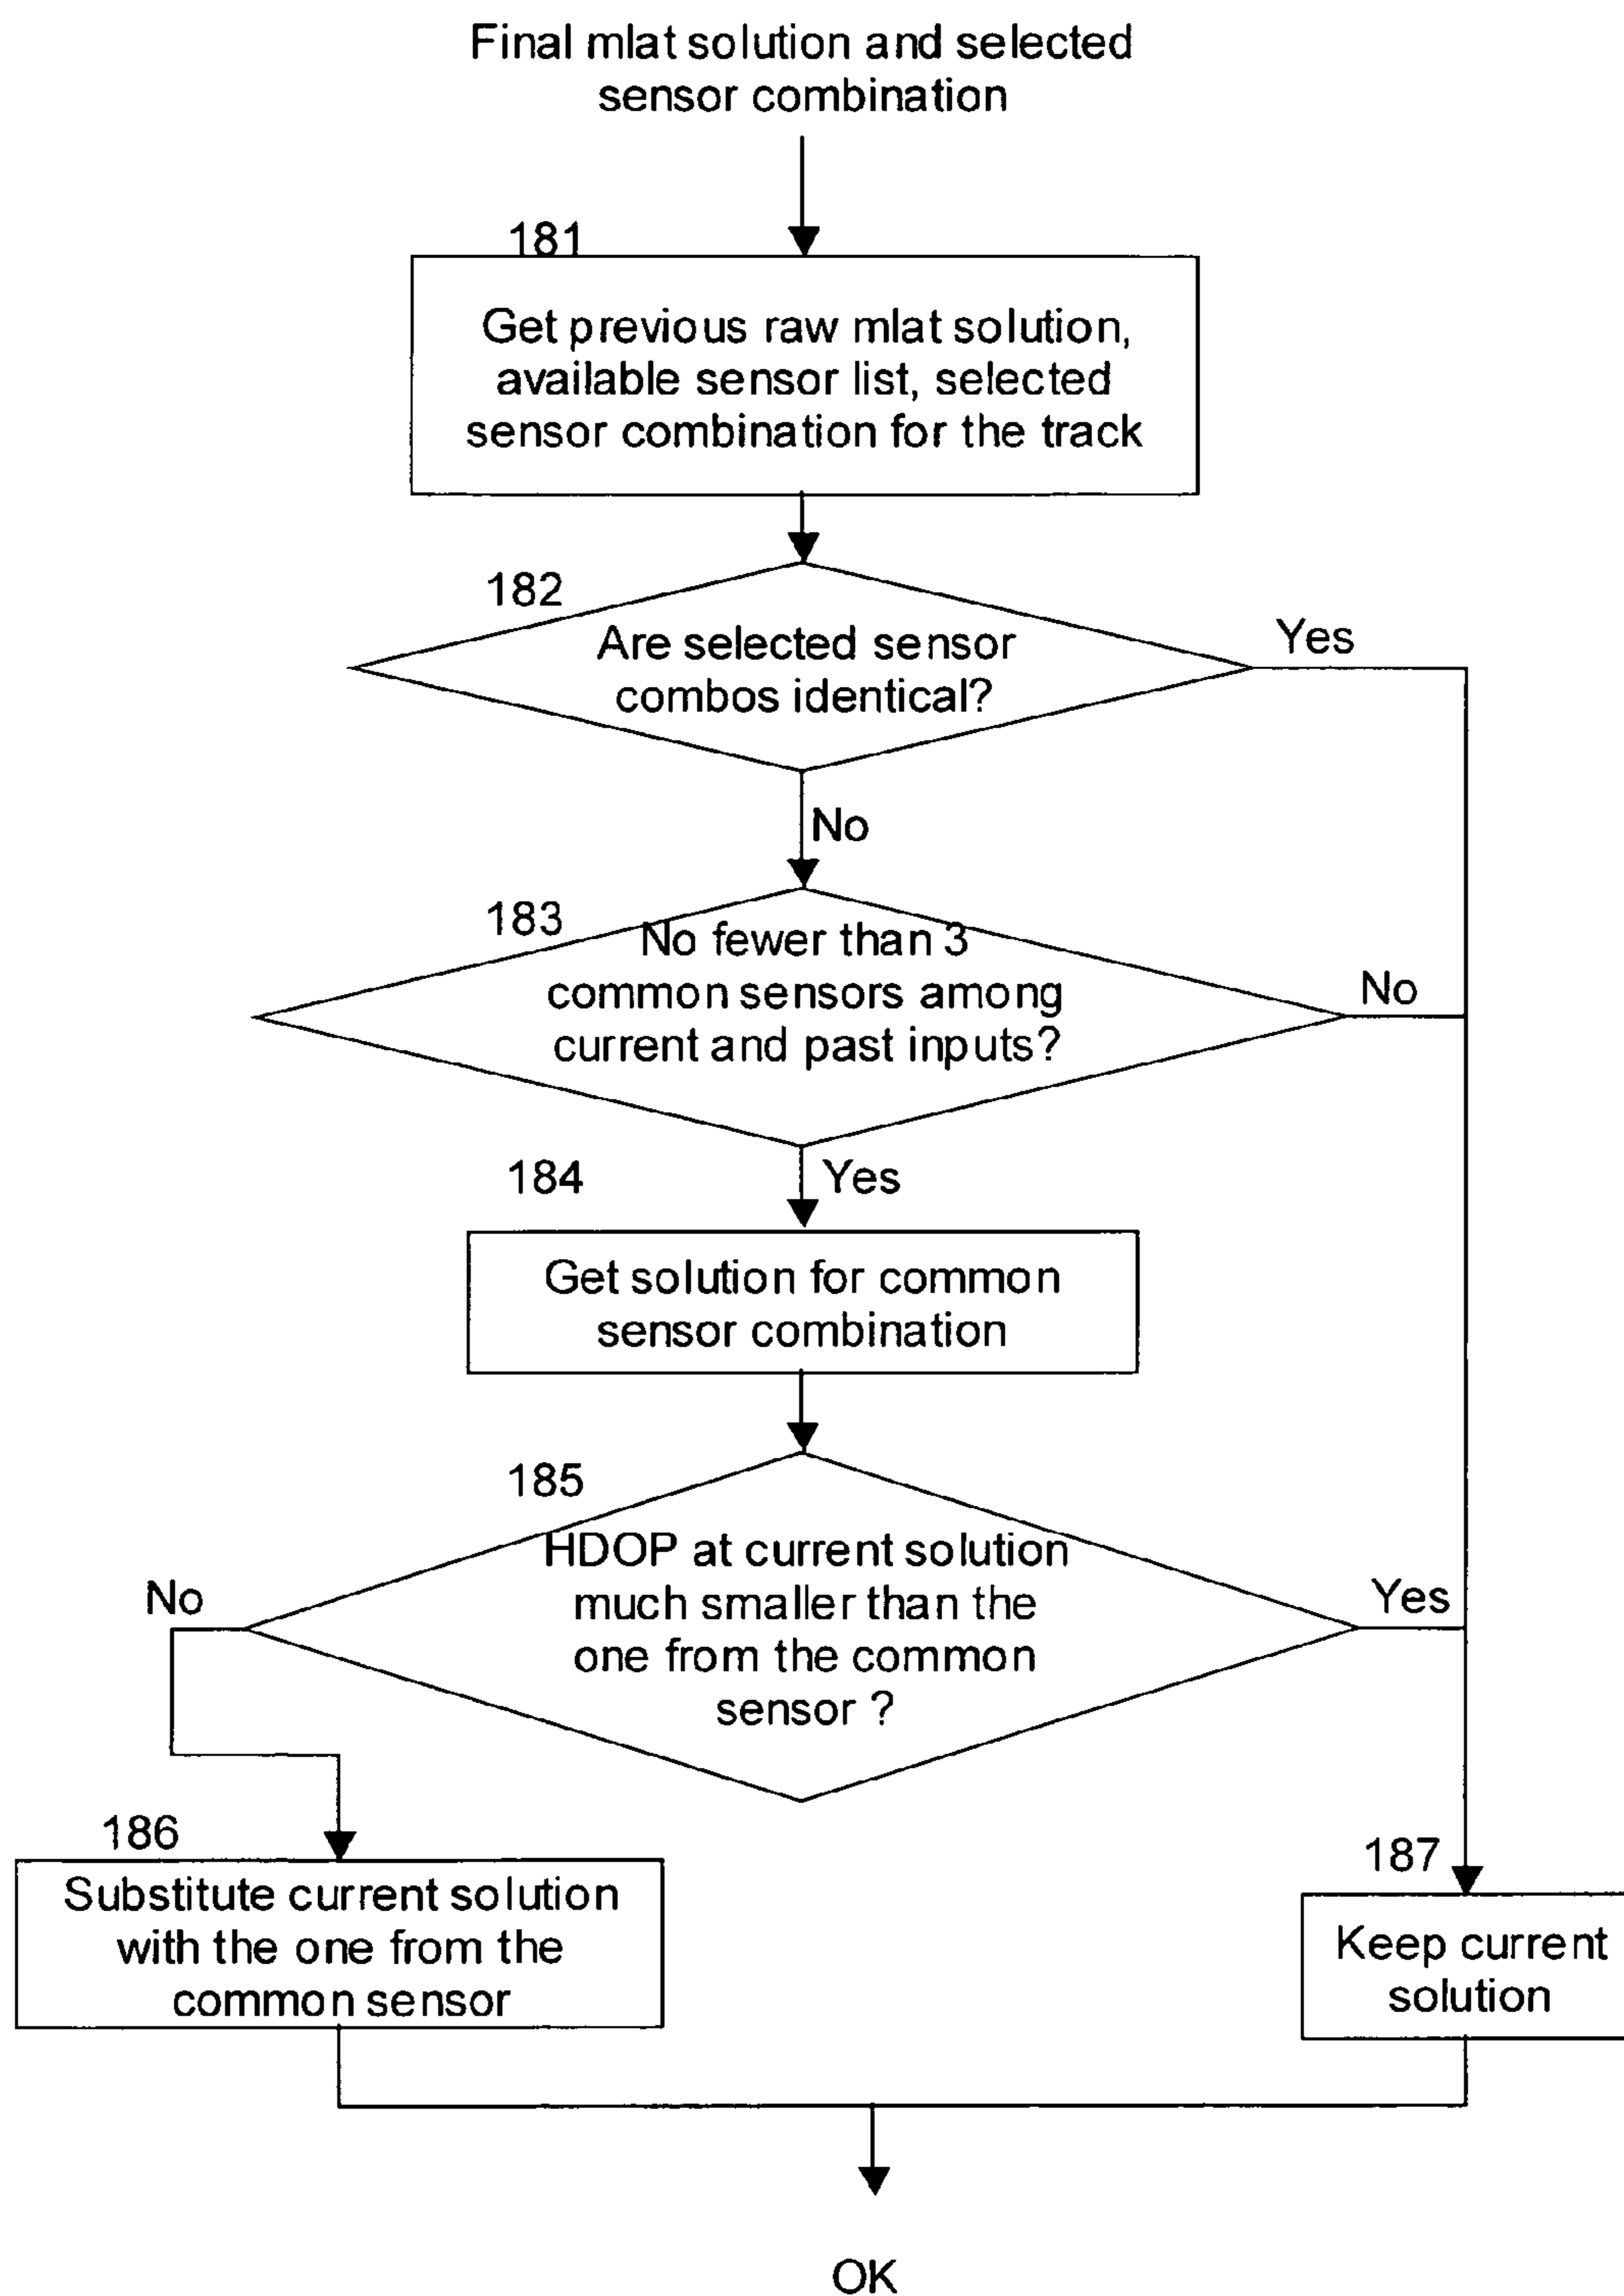 Final mlat solution and selected
sensor combination
181
Get previous raw mlat solution,
available sensor list, selected
sensor combination for the track
182
Are selected sensor
combos identical?
Yes
No
183
No fewer than 3
common sensors among
current and past inputs?
No
184
Yes
Get solution for common
sensor combination
185
HDOP at current solution
much smaller than the
one from the common
sensor ?
No
Yes
186
Substitute current solution
with the one from the
common sensor
187
Keep current
solution
OK